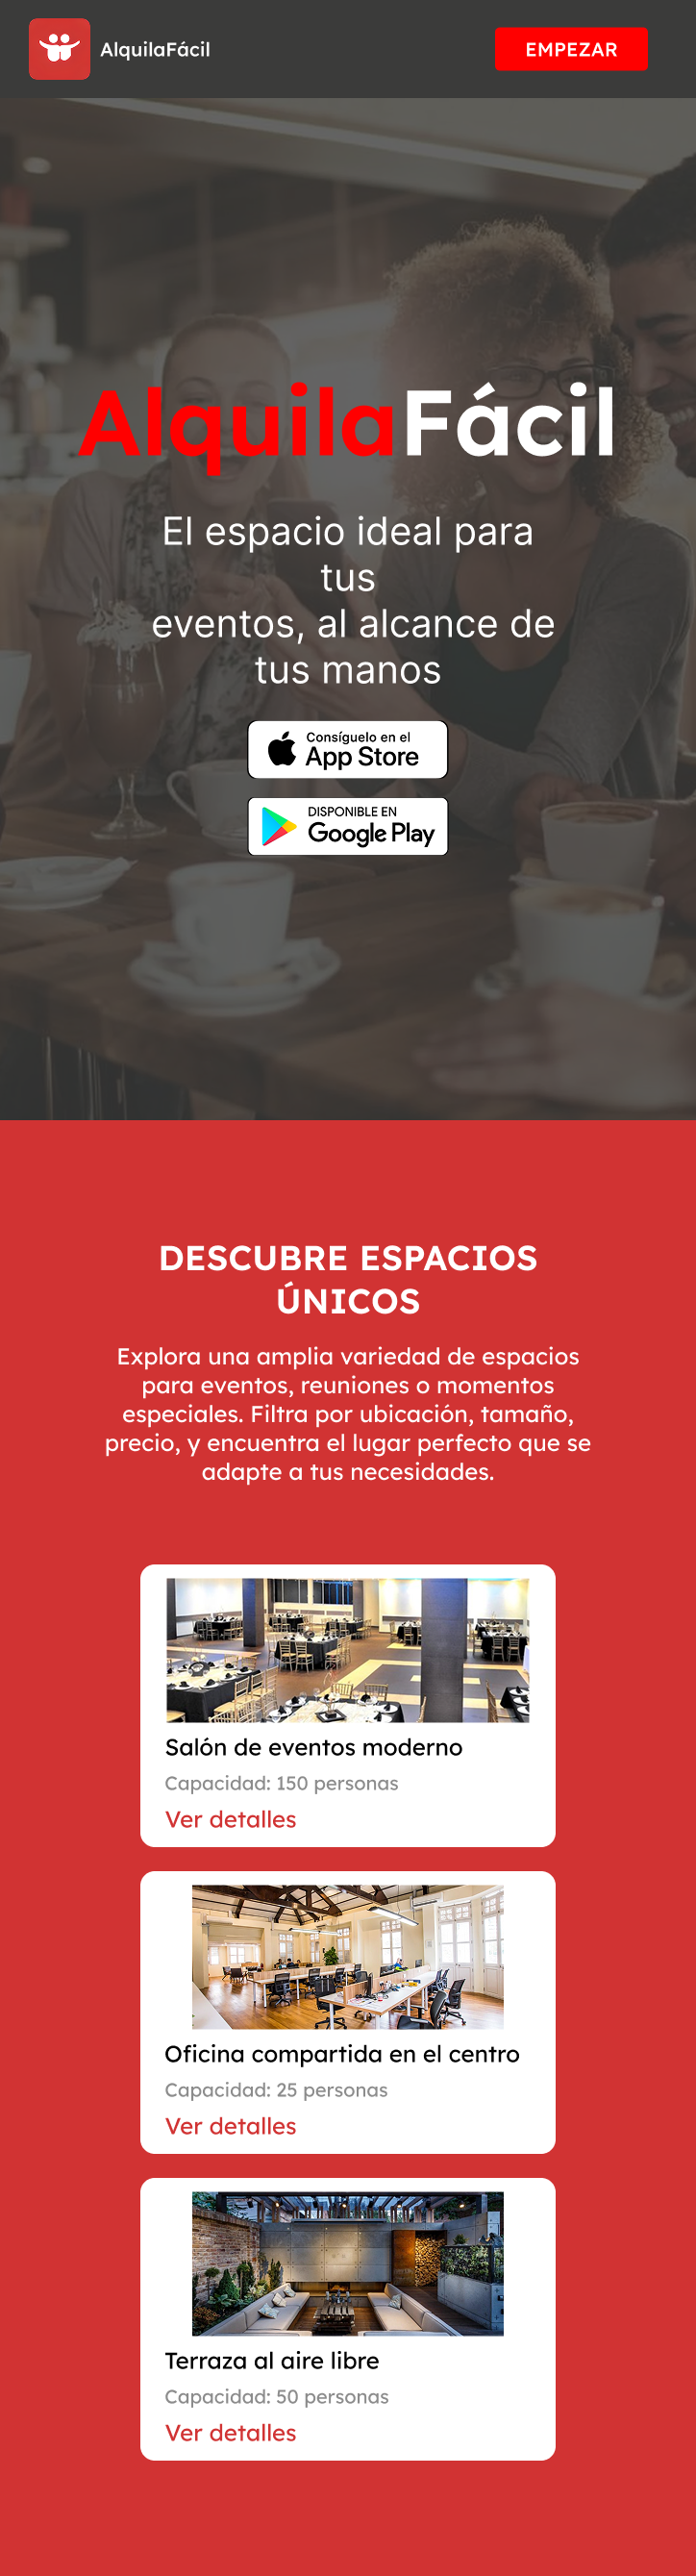 AlquilaFácil
EMPEZAR
AlquilaFácil
El espacio ideal para
tus
eventos, al alcance de
tus manos
Consíguelo en el
App Store
DISPONIBLE EN
Google Play
DESCUBRE ESPACIOS
ÚNICOS
Explora una amplia variedad de espacios
para eventos, reuniones o momentos
especiales. Filtra por ubicación, tamaño,
precio, y encuentra el lugar perfecto que se
adapte a tus necesidades.
Salón de eventos moderno
Capacidad: 150 personas
Ver detalles
Oficina compartida en el centro
Capacidad: 25 personas
Ver detalles
Terraza al aire libre
Capacidad: 50 personas
Ver detalles